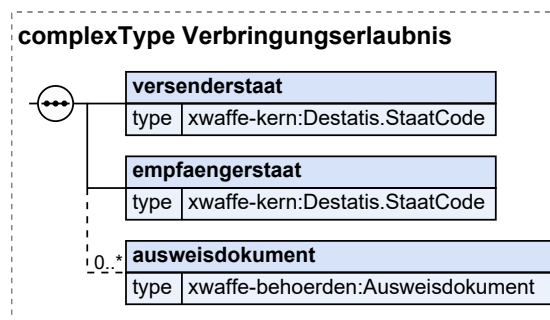 complexType Verbringungserlaubnis
versenderstaat
type xwaffe-kern:Destatis.StaatCode
empfaengerstaat
type xwaffe-kern:Destatis.StaatCode
0..* ausweisdokument
type xwaffe-behoerden:Ausweisdokument